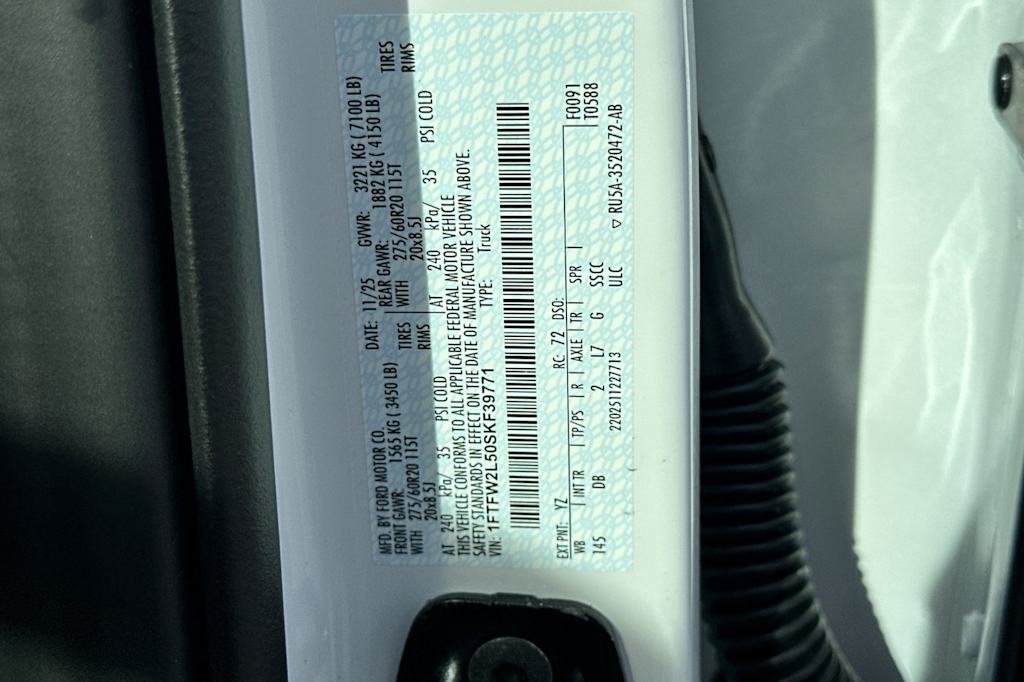 MFD. BY FORD MOTOR CO.
DATE: 11/25 GVWR: 3221 KG ( 7100 LB)
FRONT GAWR: 1565 KG ( 3450 LB)
REAR GAWR: 1882 KG ( 4150 LB)
WITH 275/60R20 115T TIRES
WITH 275/60R20 115T TIRES
20x8.5J RIMS
20x8.5J RIMS
AT 240 kPa/ 35 PSI COLD
AT 240 kPa/ 35 PSI COLD
THIS VEHICLE CONFORMS TO ALL APPLICABLE FEDERAL MOTOR VEHICLE
SAFETY STANDARDS IN EFFECT ON THE DATE OF MANUFACTURE SHOWN ABOVE.
VIN: 1FTFW2L50SKF39771 TYPE: Truck
EXT PNT: YZ RC: 72 DSO: F0091
WB | INT TR | TP/PS | R | AXLE | TR | SPR | T0588
145 DB 2 L7 G SSCC
2202511227713 ULC ▽ RU5A-3520472-AB